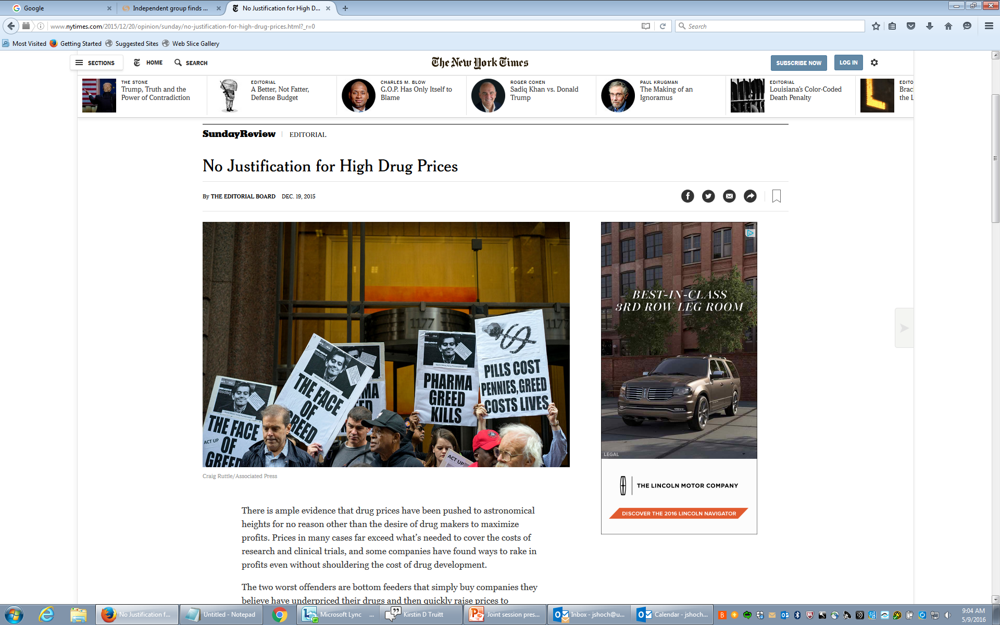 Google
Independent group finds ...
No Justification for High D...
www.nytimes.com/2015/12/20/opinion/sunday/no-justification-for-high-drug-prices.html?_r=0
Search
Most Visited
Getting Started
Suggested Sites
Web Slice Gallery
SECTIONS
HOME
SEARCH
The New York Times
SUBSCRIBE NOW
LOG IN
THE STONE
Trump, Truth and the
Power of Contradiction
EDITORIAL
A Better, Not Fatter,
Defense Budget
CHARLES M. BLOW
G.O.P. Has Only Itself to
Blame
ROGER COHEN
Sadiq Khan vs. Donald
Trump
PAUL KRUGMAN
The Making of an
Ignoramus
EDITORIAL
Louisiana's Color-Coded
Death Penalty
EDITO
Brac
the L
SundayReview | EDITORIAL
No Justification for High Drug Prices
By THE EDITORIAL BOARD DEC. 19, 2015
1177
1177
THE FACE
OF
GREED
ACT UP
THE FACE
OF
GREED
PHARMA
GREED
KILLS
PILLS COST
PENNIES, GREED
COSTS LIVES
ACT UP
Craig Ruttle/Associated Press
BEST-IN-CLASS
3RD ROW LEG ROOM
LEGAL
THE LINCOLN MOTOR COMPANY
DISCOVER THE 2016 LINCOLN NAVIGATOR
There is ample evidence that drug prices have been pushed to astronomical
heights for no reason other than the desire of drug makers to maximize
profits. Prices in many cases far exceed what's needed to cover the costs of
research and clinical trials, and some companies have found ways to rake in
profits even without shouldering the cost of drug development.
The two worst offenders are bottom feeders that simply buy companies they
believe have underpriced their drugs and then quickly raise prices to
No Justification f...
Untitled - Notepad
Microsoft Lync ...
Kirstin D Truitt
Joint session pres...
Inbox - jshoch@u...
Calendar - jshoch...
9:04 AM
5/9/2016